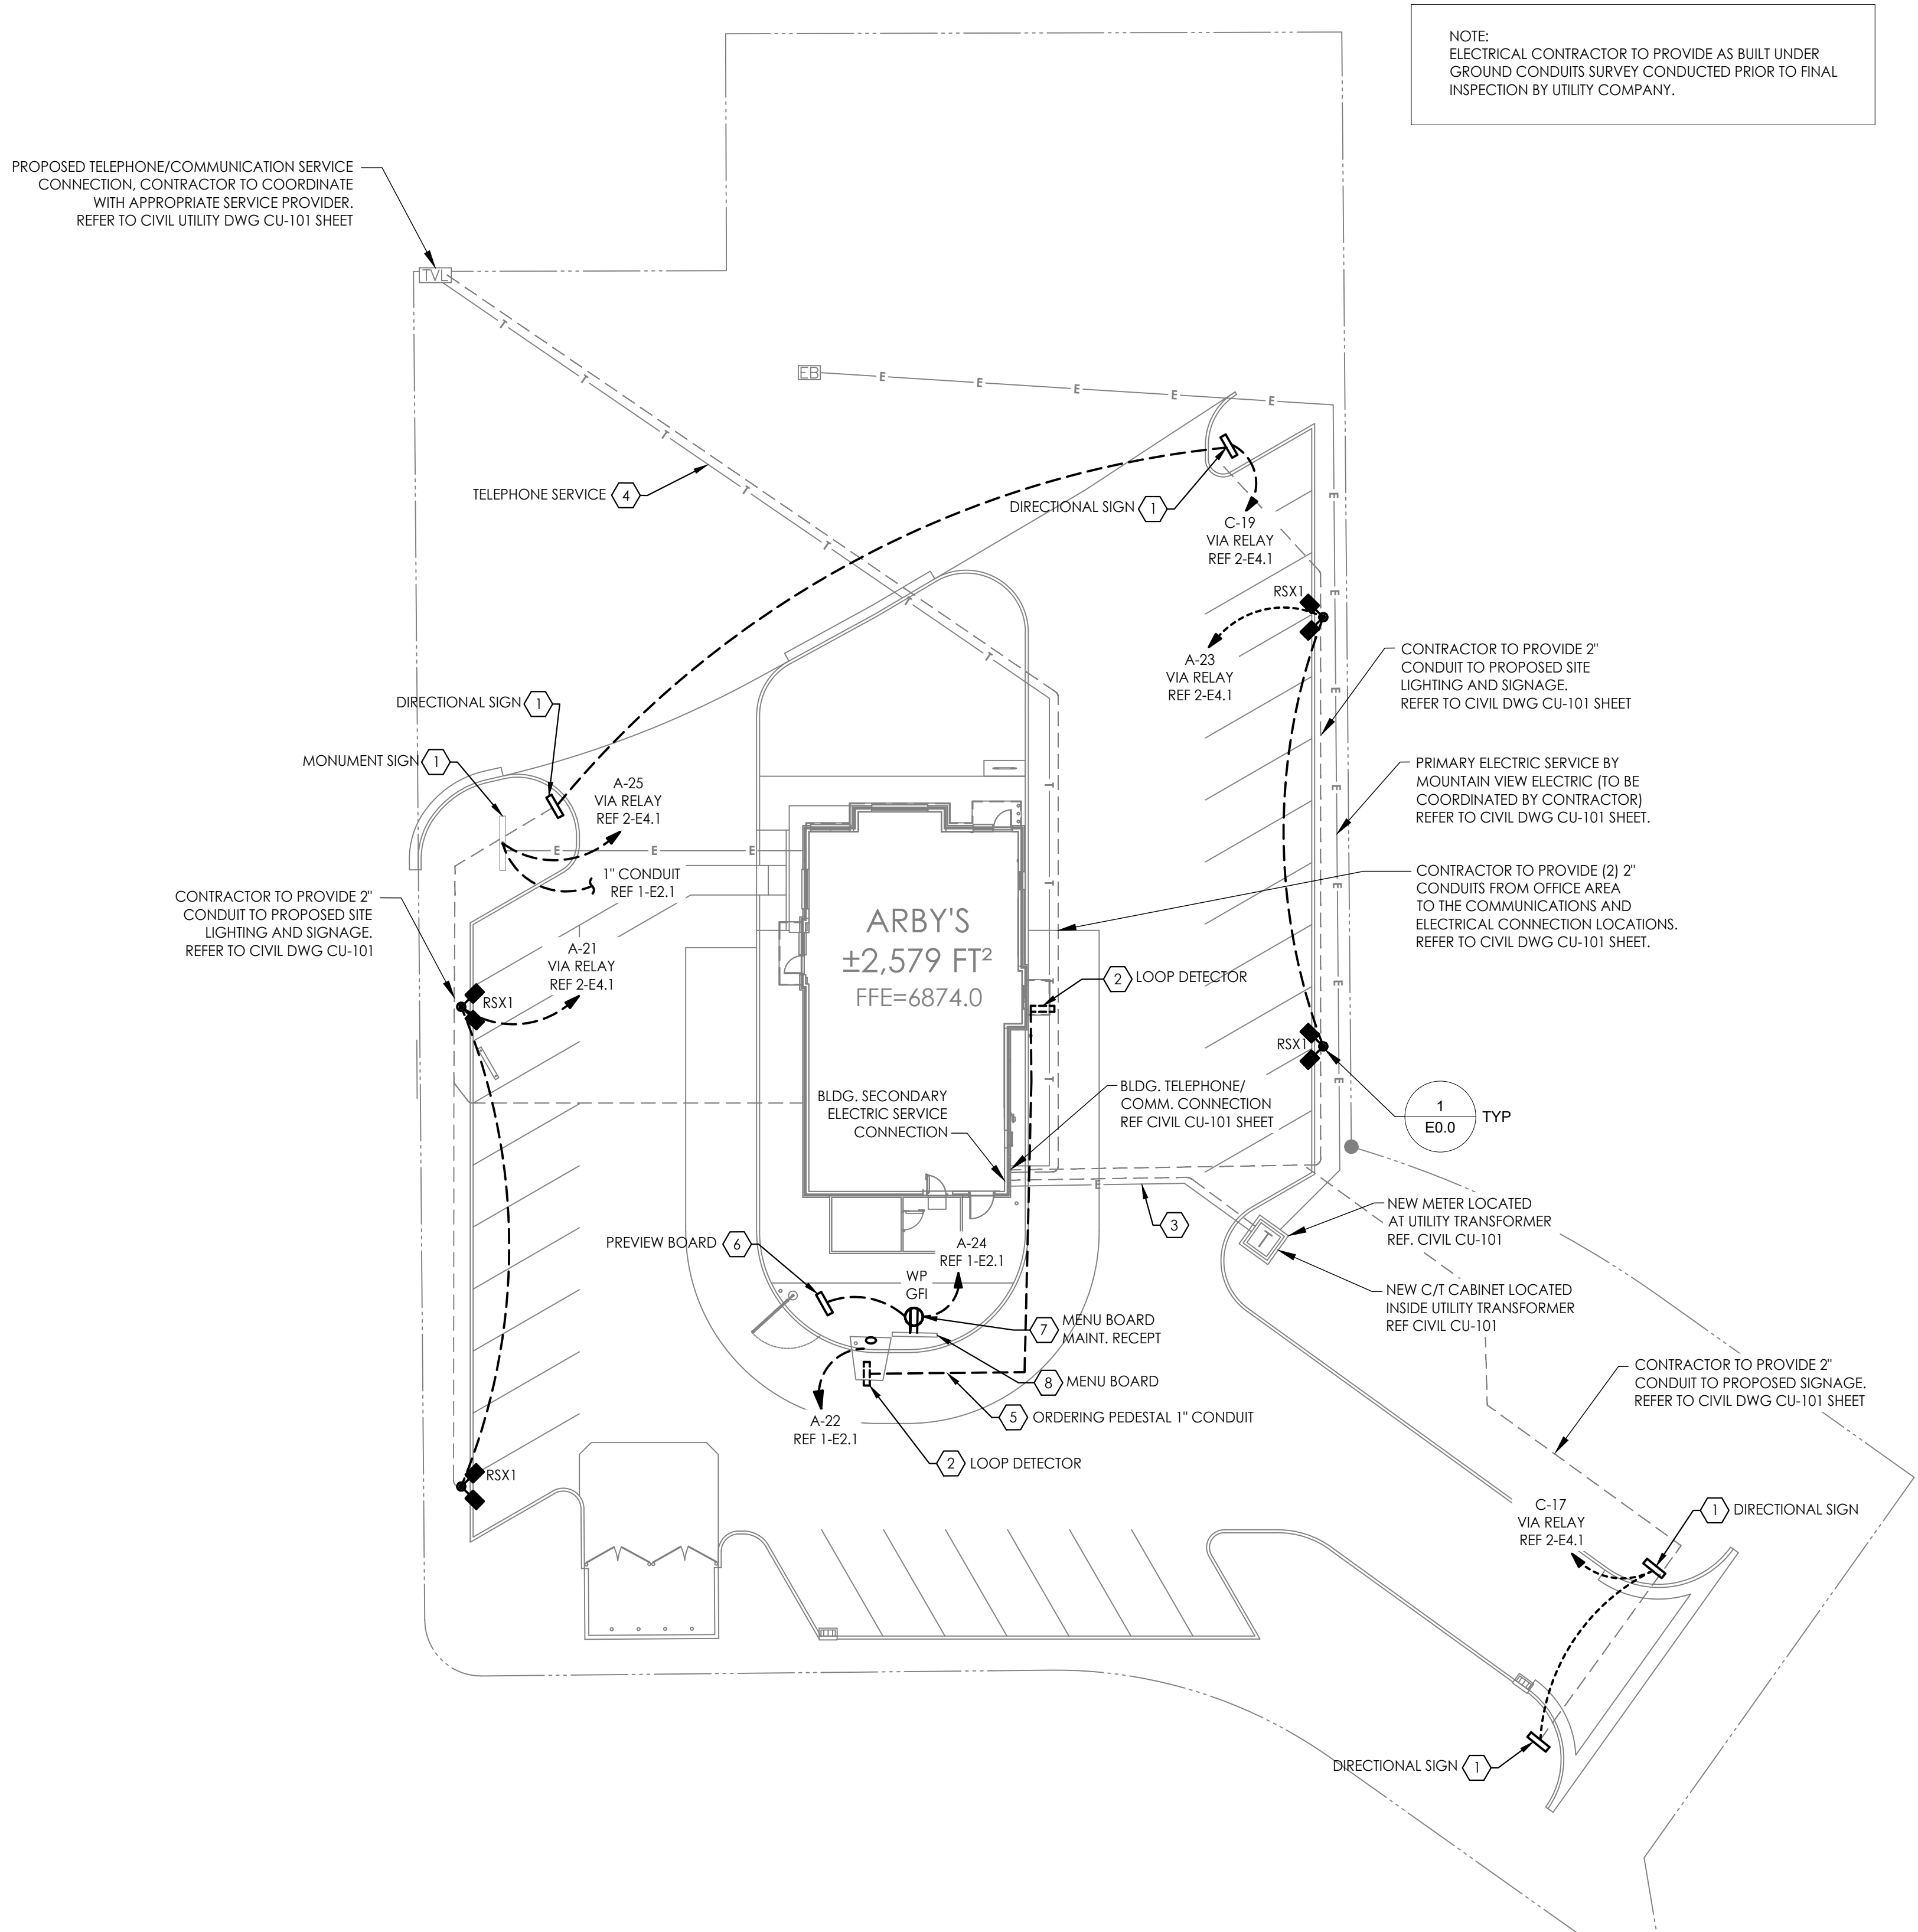 NOTE:
ELECTRICAL CONTRACTOR TO PROVIDE AS BUILT UNDER
GROUND CONDUITS SURVEY CONDUCTED PRIOR TO FINAL
INSPECTION BY UTILITY COMPANY.
PROPOSED TELEPHONE/COMMUNICATION SERVICE
CONNECTION, CONTRACTOR TO COORDINATE
WITH APPROPRIATE SERVICE PROVIDER.
REFER TO CIVIL UTILITY DWG CU-101 SHEET
TVL
T
T
T
T
T
T
T
EB
E
E
E
E
E
TELEPHONE SERVICE 4
DIRECTIONAL SIGN 1
C-19
VIA RELAY
REF 2-E4.1
E
E
E
E
E
E
E
RSX1
A-23
VIA RELAY
REF 2-E4.1
CONTRACTOR TO PROVIDE 2"
CONDUIT TO PROPOSED SITE
LIGHTING AND SIGNAGE.
REFER TO CIVIL DWG CU-101 SHEET
DIRECTIONAL SIGN 1
MONUMENT SIGN 1
A-25
VIA RELAY
REF 2-E4.1
E
E
E
1" CONDUIT
REF 1-E2.1
PRIMARY ELECTRIC SERVICE BY
MOUNTAIN VIEW ELECTRIC (TO BE
COORDINATED BY CONTRACTOR)
REFER TO CIVIL DWG CU-101 SHEET.
CONTRACTOR TO PROVIDE 2"
CONDUIT TO PROPOSED SITE
LIGHTING AND SIGNAGE.
REFER TO CIVIL DWG CU-101
T
T
T
T
CONTRACTOR TO PROVIDE (2) 2"
CONDUITS FROM OFFICE AREA
TO THE COMMUNICATIONS AND
ELECTRICAL CONNECTION LOCATIONS.
REFER TO CIVIL DWG CU-101 SHEET.
ARBY'S
±2,579 FT²
FFE=6874.0
A-21
VIA RELAY
REF 2-E4.1
RSX1
2 LOOP DETECTOR
RSX1
BLDG. SECONDARY
ELECTRIC SERVICE
CONNECTION
BLDG. TELEPHONE/
COMM. CONNECTION
REF CIVIL CU-101 SHEET
1
E0.0
TYP
E
3
T
NEW METER LOCATED
AT UTILITY TRANSFORMER
REF. CIVIL CU-101
PREVIEW BOARD 6
A-24
REF 1-E2.1
WP
GFI
NEW C/T CABINET LOCATED
INSIDE UTILITY TRANSFORMER
REF CIVIL CU-101
7 MENU BOARD
MAINT. RECEPT
8 MENU BOARD
CONTRACTOR TO PROVIDE 2"
CONDUIT TO PROPOSED SIGNAGE.
REFER TO CIVIL DWG CU-101 SHEET
A-22
REF 1-E2.1
5 ORDERING PEDESTAL 1" CONDUIT
2 LOOP DETECTOR
RSX1
C-17
VIA RELAY
REF 2-E4.1
1 DIRECTIONAL SIGN
DIRECTIONAL SIGN 1